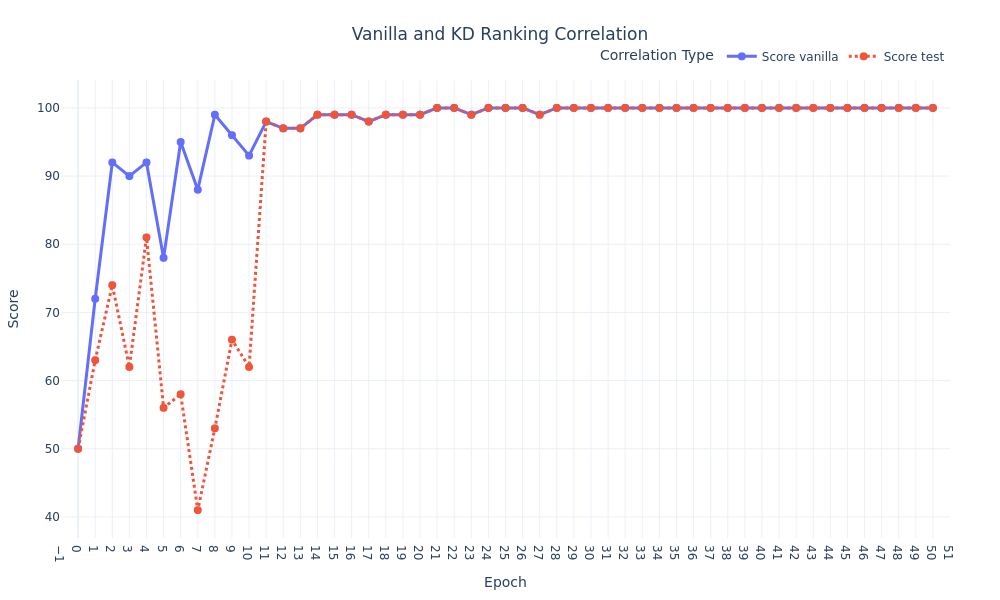 Vanilla and KD Ranking Correlation
Correlation Type Score vanilla Score test
100
90
80
70
60
50
40
Score
−1 0 1 2 3 4 5 6 7 8 9 10 11 12 13 14 15 16 17 18 19 20 21 22 23 24 25 26 27 28 29 30 31 32 33 34 35 36 37 38 39 40 41 42 43 44 45 46 47 48 49 50 51
Epoch